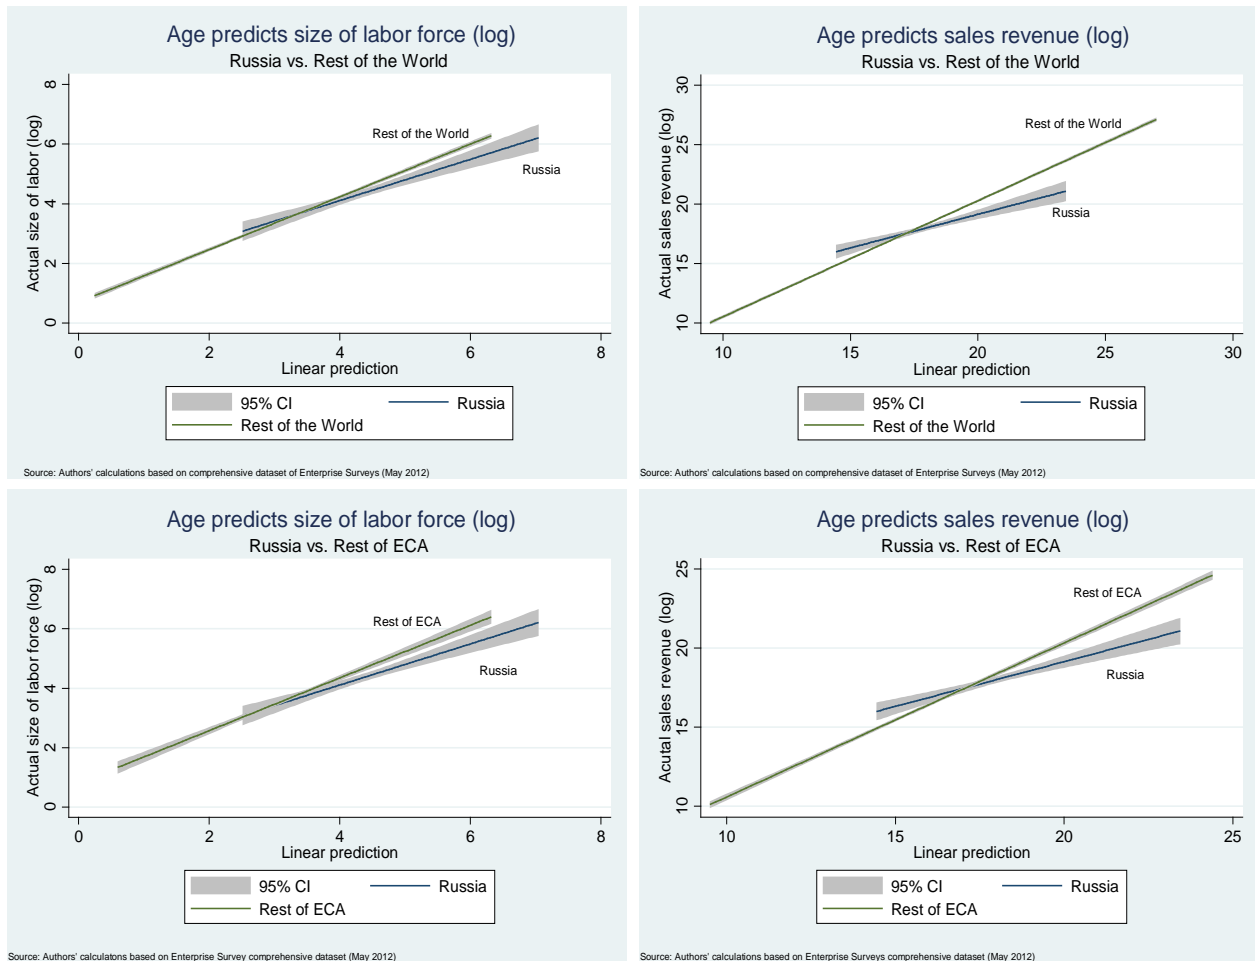 Age predicts size of labor force (log)
Russia vs. Rest of the World
Actual size of labor (log)
8
6
4
2
0
Rest of the World
Russia
0 2 4 6 8
Linear prediction
95% CI Russia
Rest of the World
Source: Authors' calculations based on comprehensive dataset of Enterprise Surveys (May 2012)
Age predicts sales revenue (log)
Russia vs. Rest of the World
Actual sales revenue (log)
30
25
20
15
10
Rest of the World
Russia
10 15 20 25 30
Linear prediction
95% CI Russia
Rest of the World
Source: Authors' calculations based on comprehensive dataset of Enterprise Surveys (May 2012)
Age predicts size of labor force (log)
Russia vs. Rest of ECA
Actual size of labor force (log)
8
6
4
2
0
Rest of ECA
Russia
0 2 4 6 8
Linear prediction
95% CI Russia
Rest of ECA
Source: Authors' calculatons based on Enterprise Survey comprehensive dataset (May 2012)
Age predicts sales revenue (log)
Russia vs. Rest of ECA
Acutal sales revenue (log)
25
20
15
10
Rest of ECA
Russia
10 15 20 25
Linear prediction
95% CI Russia
Rest of ECA
Source: Authors' calculations based on Enterprise Surveys comprehensive dataset (May 2012)